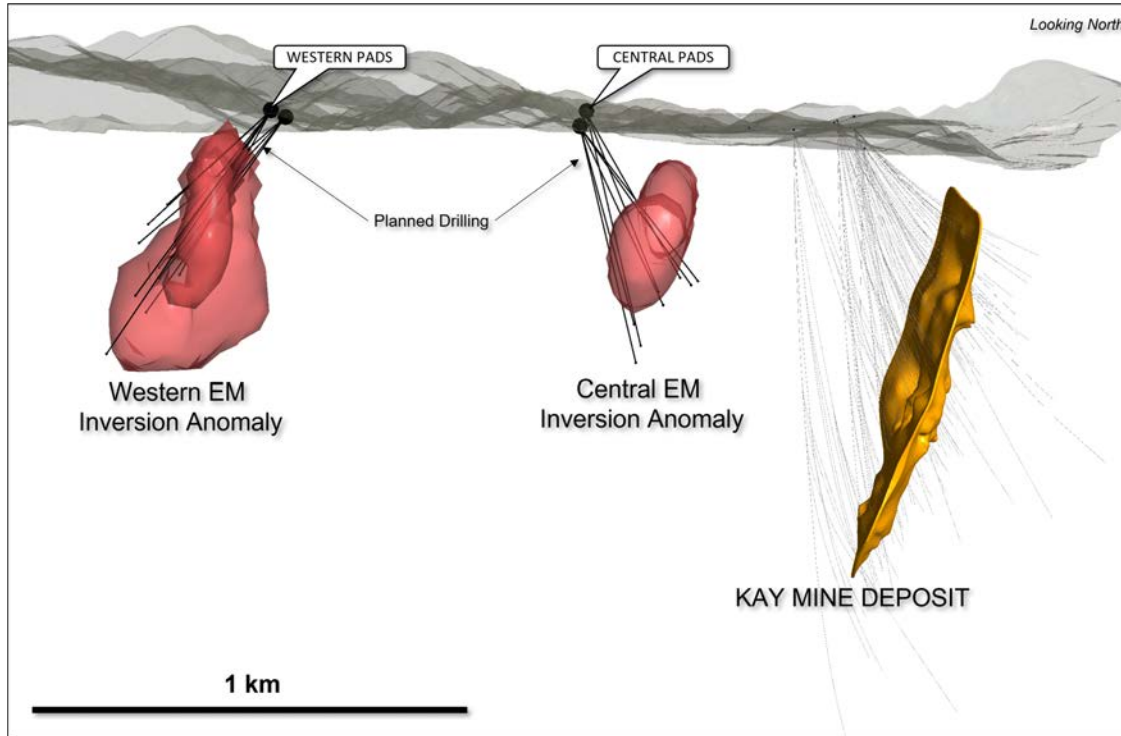 Looking North
WESTERN PADS
CENTRAL PADS
Planned Drilling
Western EM
Inversion Anomaly
Central EM
Inversion Anomaly
KAY MINE DEPOSIT
1 km